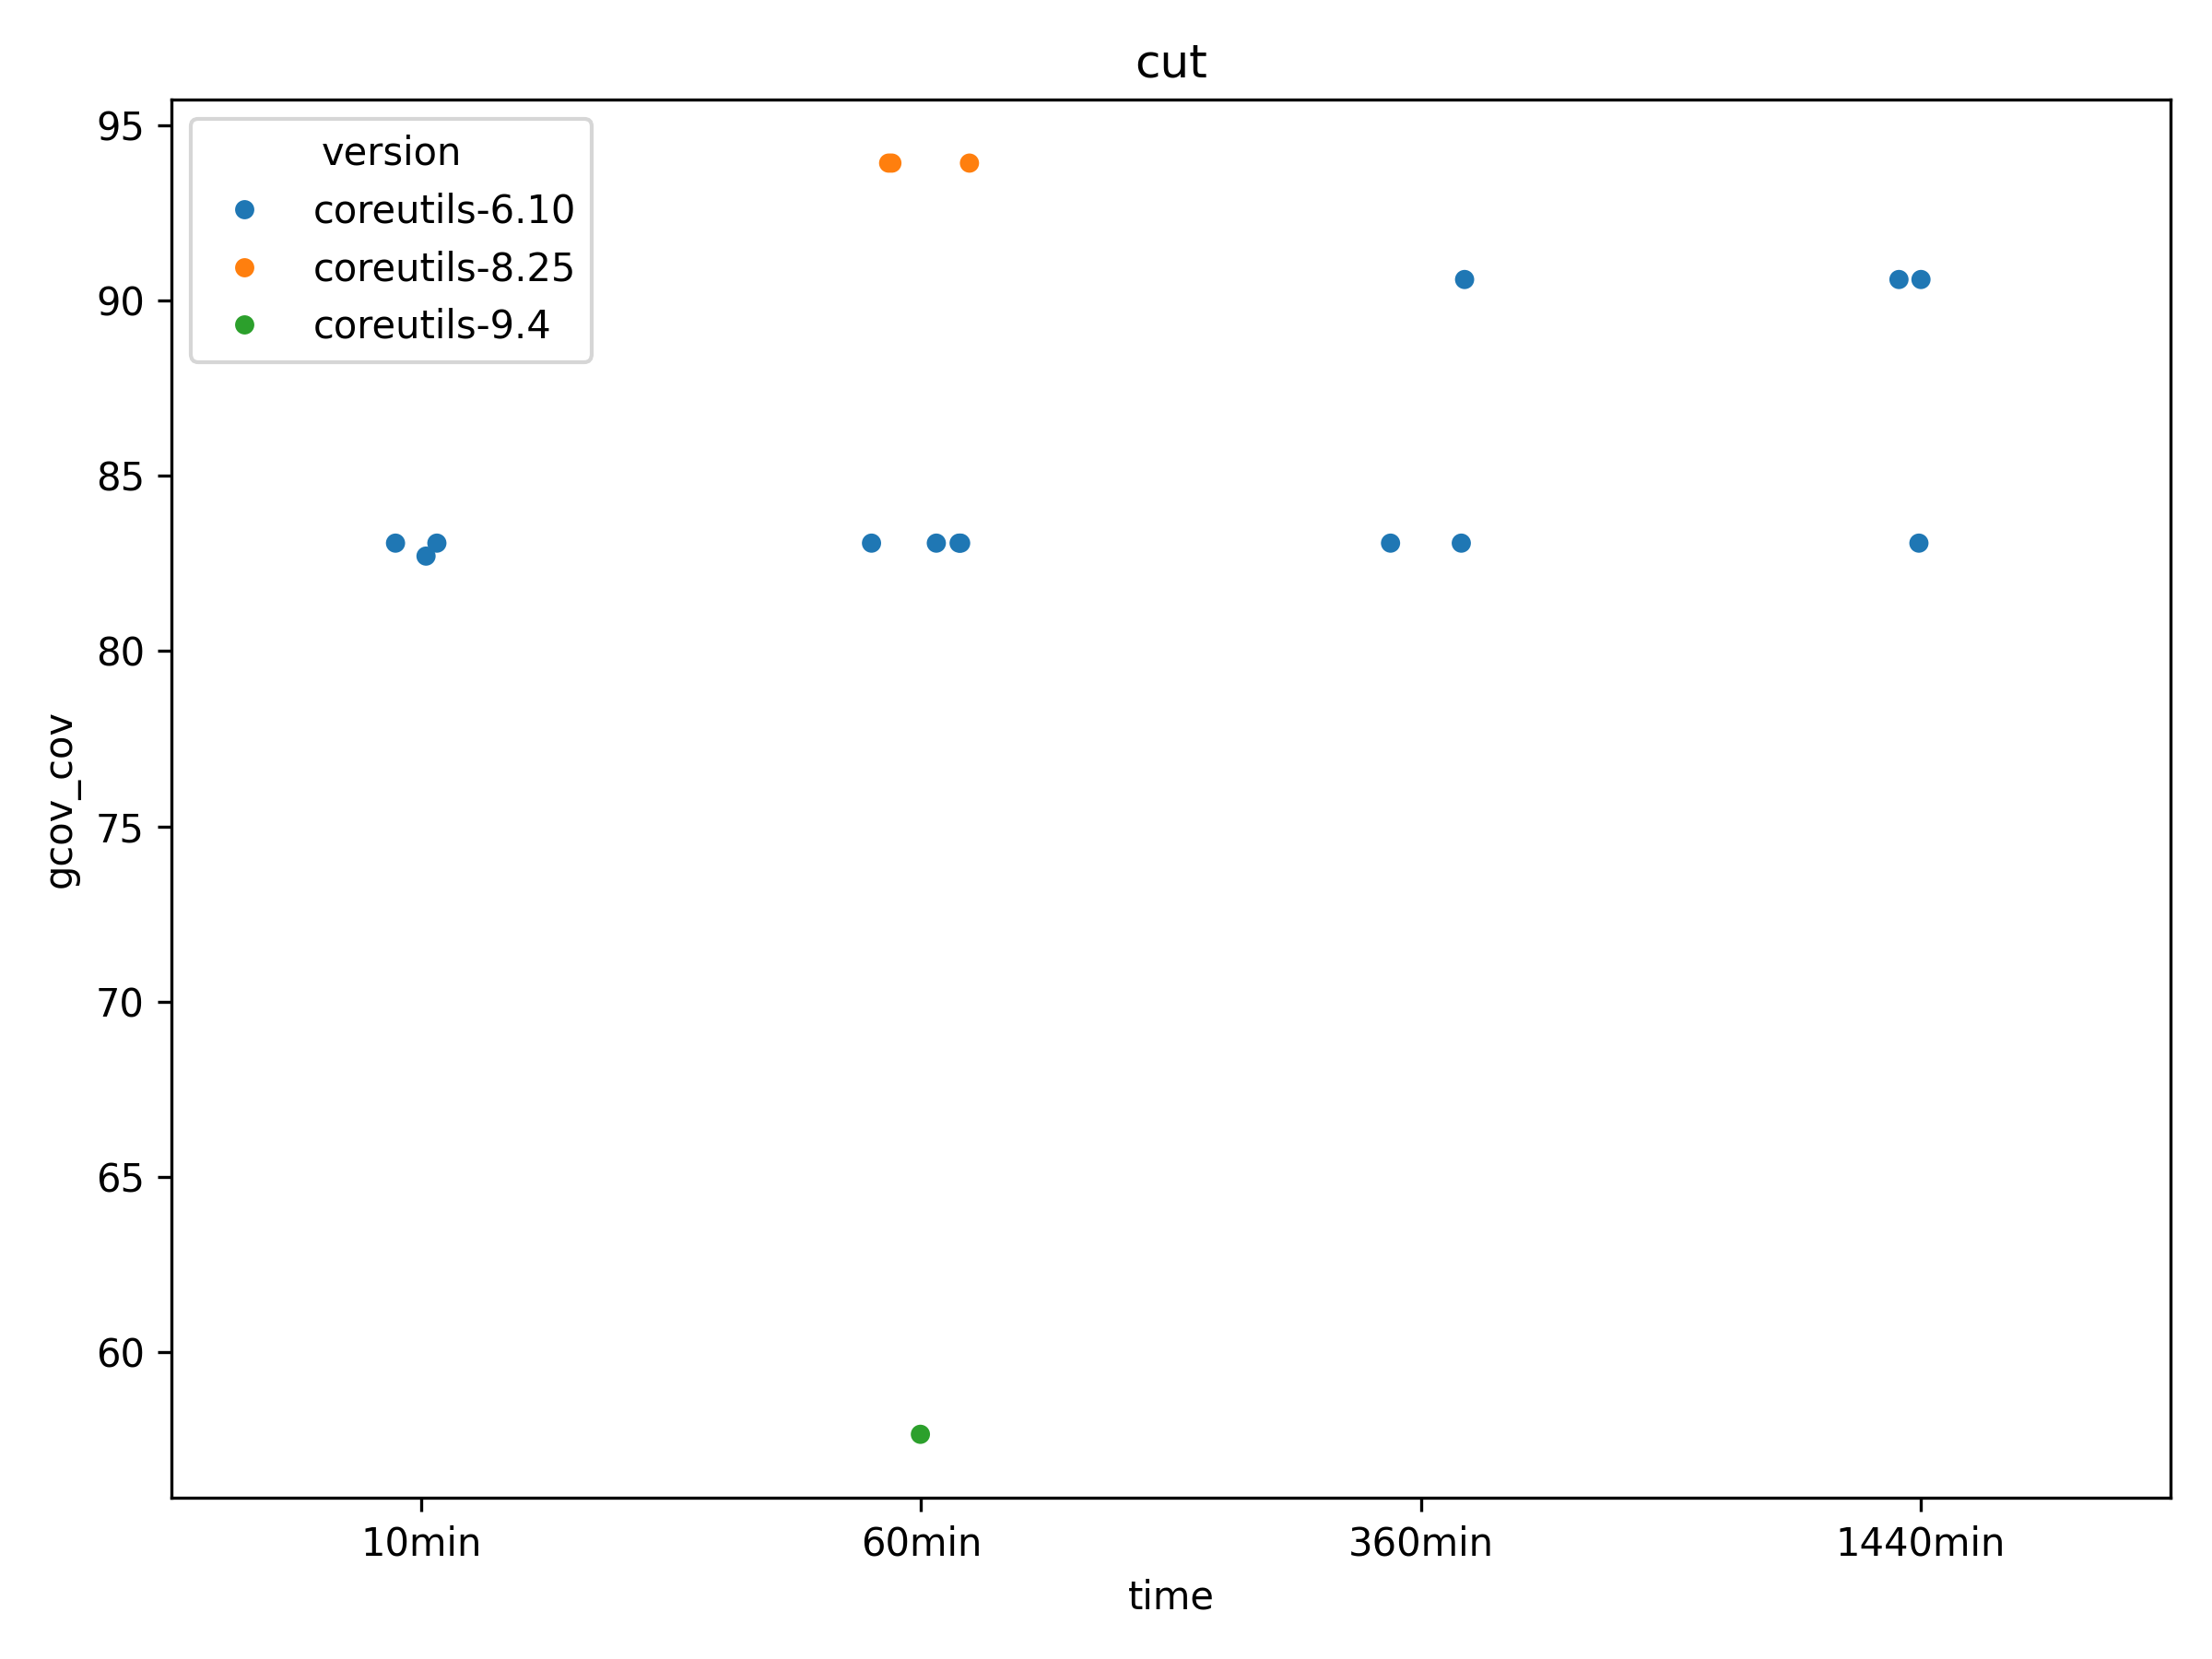 cut
version
coreutils-6.10
coreutils-8.25
coreutils-9.4
95
90
85
80
75
70
65
60
gcov_cov
10min
60min
360min
1440min
time